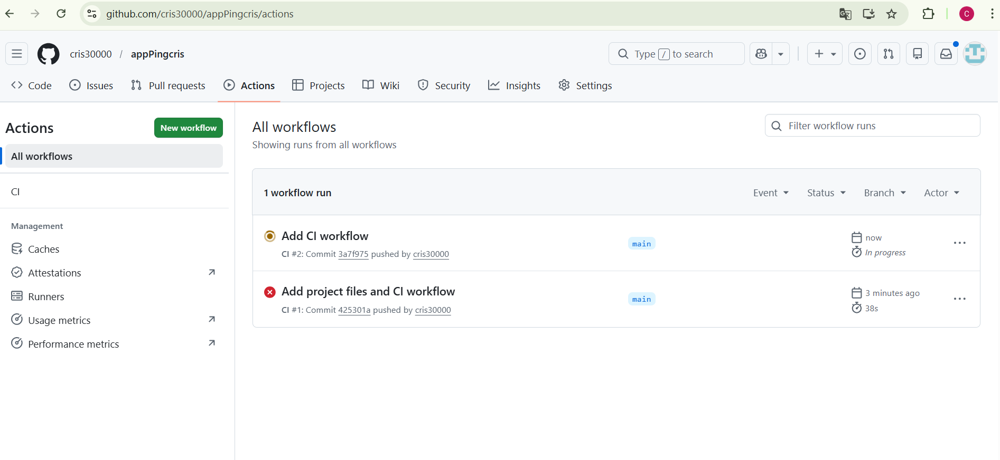 github.com/cris30000/appPingcris/actions
C
cris30000 / appPingcris
Type / to search
Code
Issues
Pull requests
Actions
Projects
Wiki
Security
Insights
Settings
Actions
New workflow
All workflows
CI
Management
Caches
Attestations
Runners
Usage metrics
Performance metrics
All workflows
Showing runs from all workflows
Filter workflow runs
1 workflow run
Event
Status
Branch
Actor
Add CI workflow
CI #2: Commit 3a7f975 pushed by cris30000
main
now
In progress
Add project files and CI workflow
CI #1: Commit 425301a pushed by cris30000
main
3 minutes ago
38s